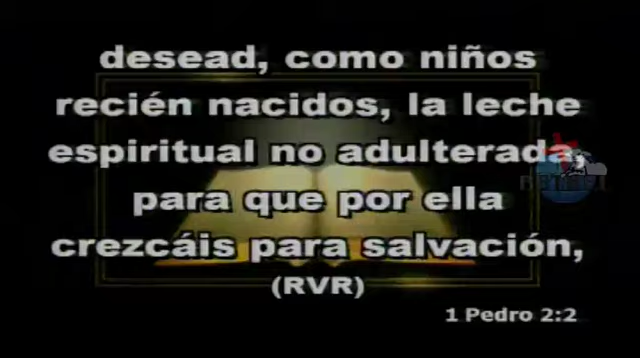 desead, como niños
recién nacidos, la leche
espiritual no adulterada,
para que por ella
crezcáis para salvación,
(RVR)
1 Pedro 2:2